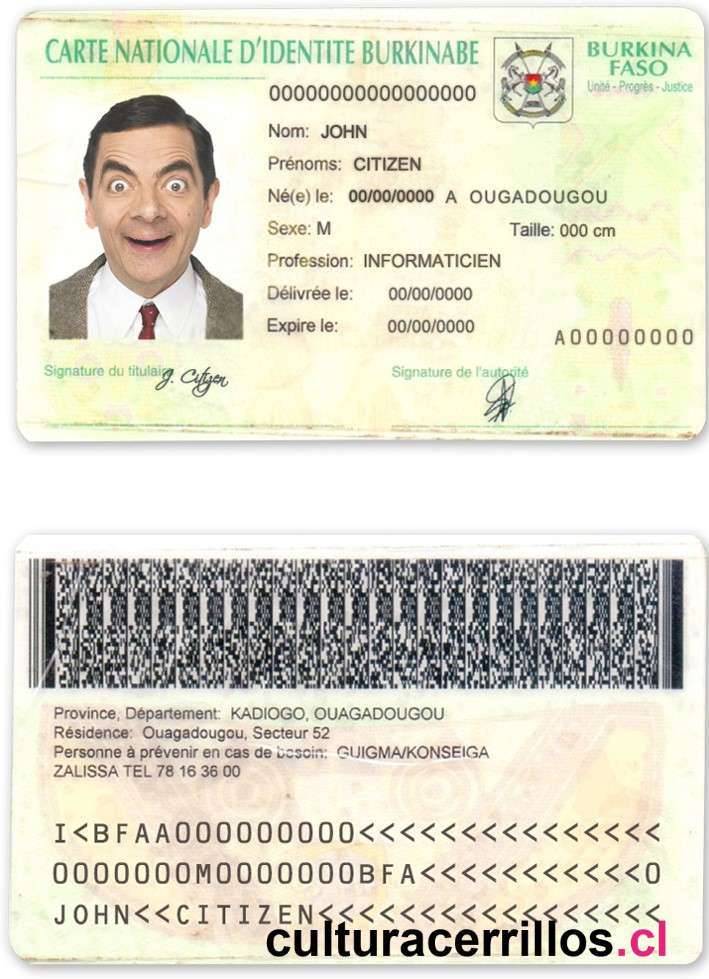 CARTE NATIONALE D'IDENTITE BURKINABE
BURKINA
FASO
Unité - Progrès - Justice
00000000000000000
Nom: JOHN
Prénoms: CITIZEN
Né(e) le: 00/00/0000 A OUGADOUGOU
Sexe: M Taille: 000 cm
Profession: INFORMATICIEN
Délivrée le: 00/00/0000
Expire le: 00/00/0000
A00000000
Signature du titulaire
J. Citizen
Signature de l'autorité
Province, Département: KADIOGO, OUAGADOUGOU
Résidence: Ouagadougou, Secteur 52
Personne à prévenir en cas de besoin: GUIGMA/KONSEIGA
ZALISSA TEL 78 16 36 00
I<BFAA000000000<<<<<<<<<<<<<<<
0000000M0000000BFA<<<<<<<<<<<0
JOHN<<CITIZEN<<<<<<<<<<<<<<<<<
culturacerrillos.cl